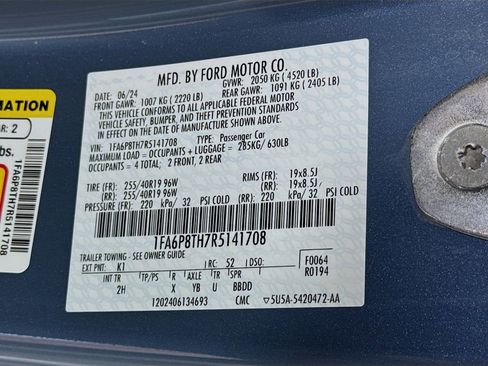 MFD. BY FORD MOTOR CO.
DATE: 06/24 GVWR: 2050 KG ( 4520 LB)
FRONT GAWR: 1007 KG ( 2220 LB) REAR GAWR: 1091 KG ( 2405 LB)
THIS VEHICLE CONFORMS TO ALL APPLICABLE FEDERAL MOTOR
VEHICLE SAFETY, BUMPER, AND THEFT PREVENTION STANDARDS
IN EFFECT ON THE DATE OF MANUFACTURE SHOWN ABOVE.
VIN: 1FA6P8TH7R5141708 TYPE: Passenger Car
MAXIMUM LOAD = OCCUPANTS + LUGGAGE = 285KG/ 630LB
OCCUPANTS = 4 TOTAL; 2 FRONT, 2 REAR
TIRE (FR): 255/40R19 96W RIMS (FR): 19x8.5J
TIRE (RR): 255/40R19 96W RIMS (RR): 19x8.5J
PRESSURE (FR): 220 kPa/ 32 PSI COLD (RR): 220 kPa/ 32 PSI COLD
1FA6P8TH7R5141708
TRAILER TOWING - SEE OWNER GUIDE
EXT PNT: K1 RC: 52 DSO: F0064
INT TR TP/PS R AXLE TR SPR R0194
2H X YB U BBDD
1202406134693 CMC 5U5A-5420472-AA
MATION
AR: 2
bs.
1FA6P8TH7R5141708